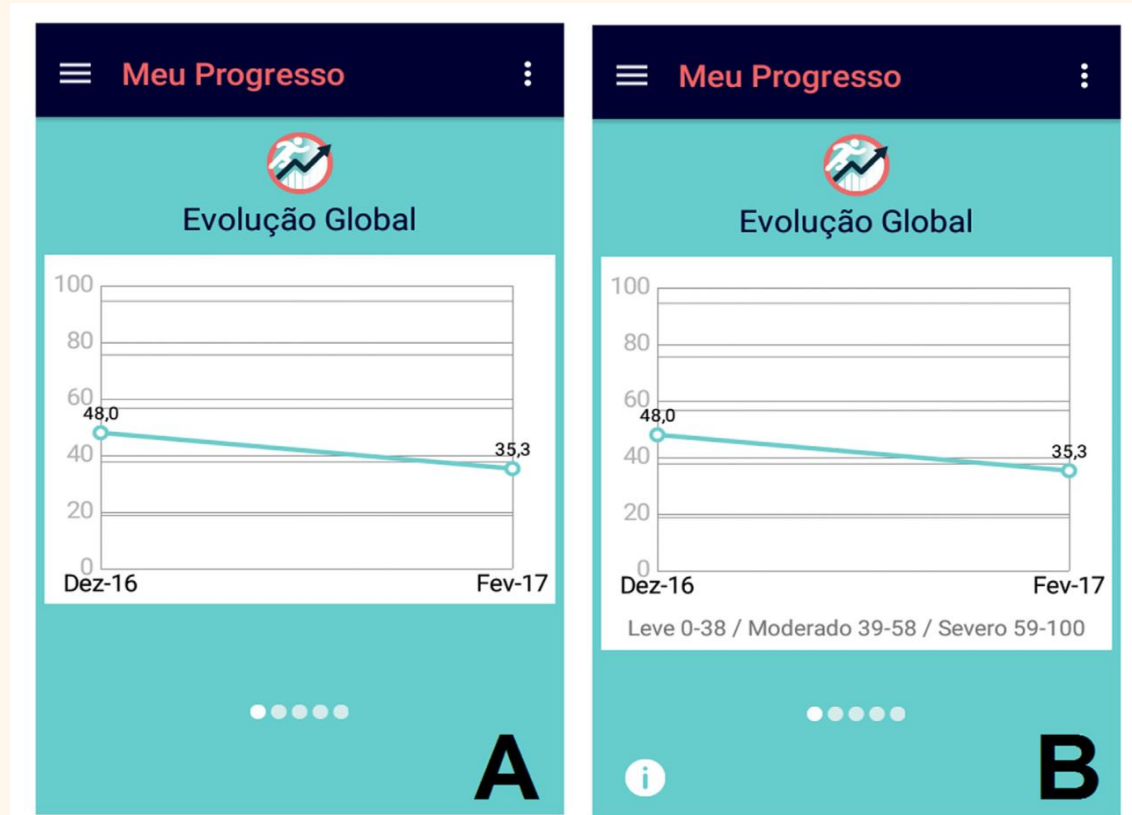 Meu Progresso
Evolução Global
100
80
60
48,0
40
35,3
20
0
Dez-16 Fev-17
A
Meu Progresso
Evolução Global
100
80
60
48,0
40
35,3
20
0
Dez-16 Fev-17
Leve 0-38 / Moderado 39-58 / Severo 59-100
i
B